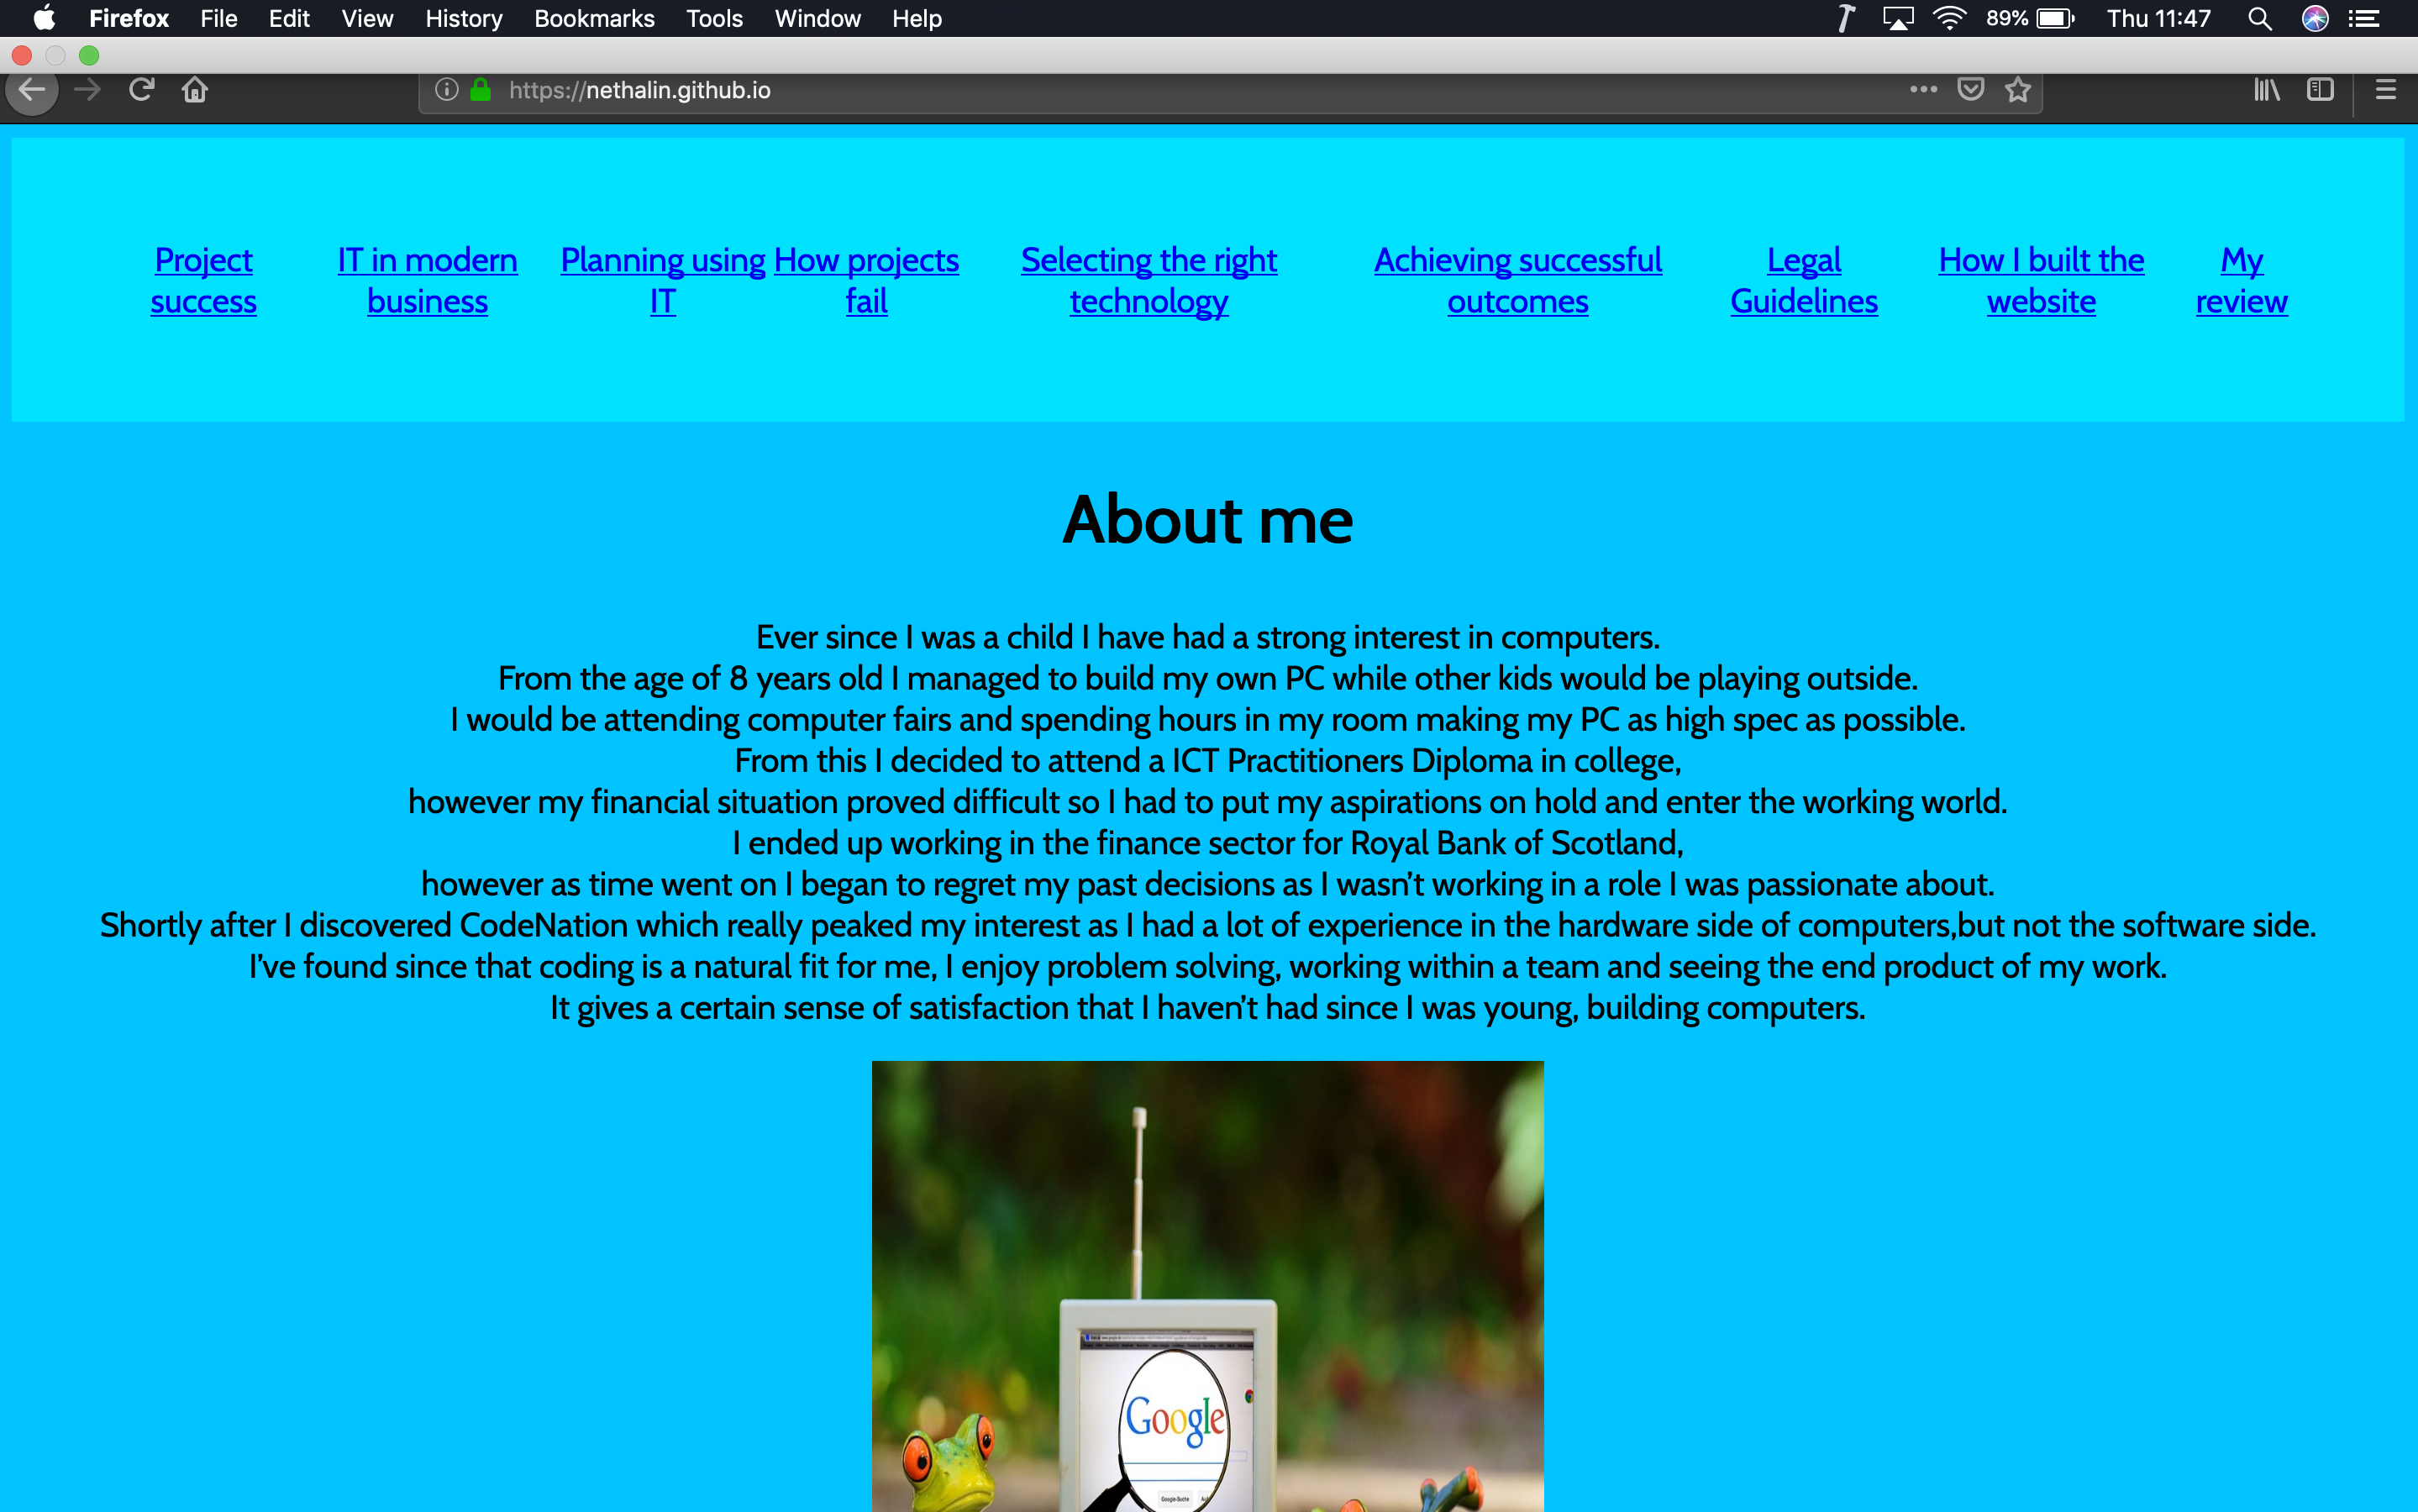 Firefox File Edit View History Bookmarks Tools Window Help 89% Thu 11:47
https://nethalin.github.io
Project success
IT in modern business
Planning using IT
How projects fail
Selecting the right technology
Achieving successful outcomes
Legal Guidelines
How I built the website
My review
About me
Ever since I was a child I have had a strong interest in computers.
From the age of 8 years old I managed to build my own PC while other kids would be playing outside.
I would be attending computer fairs and spending hours in my room making my PC as high spec as possible.
From this I decided to attend a ICT Practitioners Diploma in college,
however my financial situation proved difficult so I had to put my aspirations on hold and enter the working world.
I ended up working in the finance sector for Royal Bank of Scotland,
however as time went on I began to regret my past decisions as I wasn’t working in a role I was passionate about.
Shortly after I discovered CodeNation which really peaked my interest as I had a lot of experience in the hardware side of computers,but not the software side.
I’ve found since that coding is a natural fit for me, I enjoy problem solving, working within a team and seeing the end product of my work.
It gives a certain sense of satisfaction that I haven’t had since I was young, building computers.
Google
Google-Suche